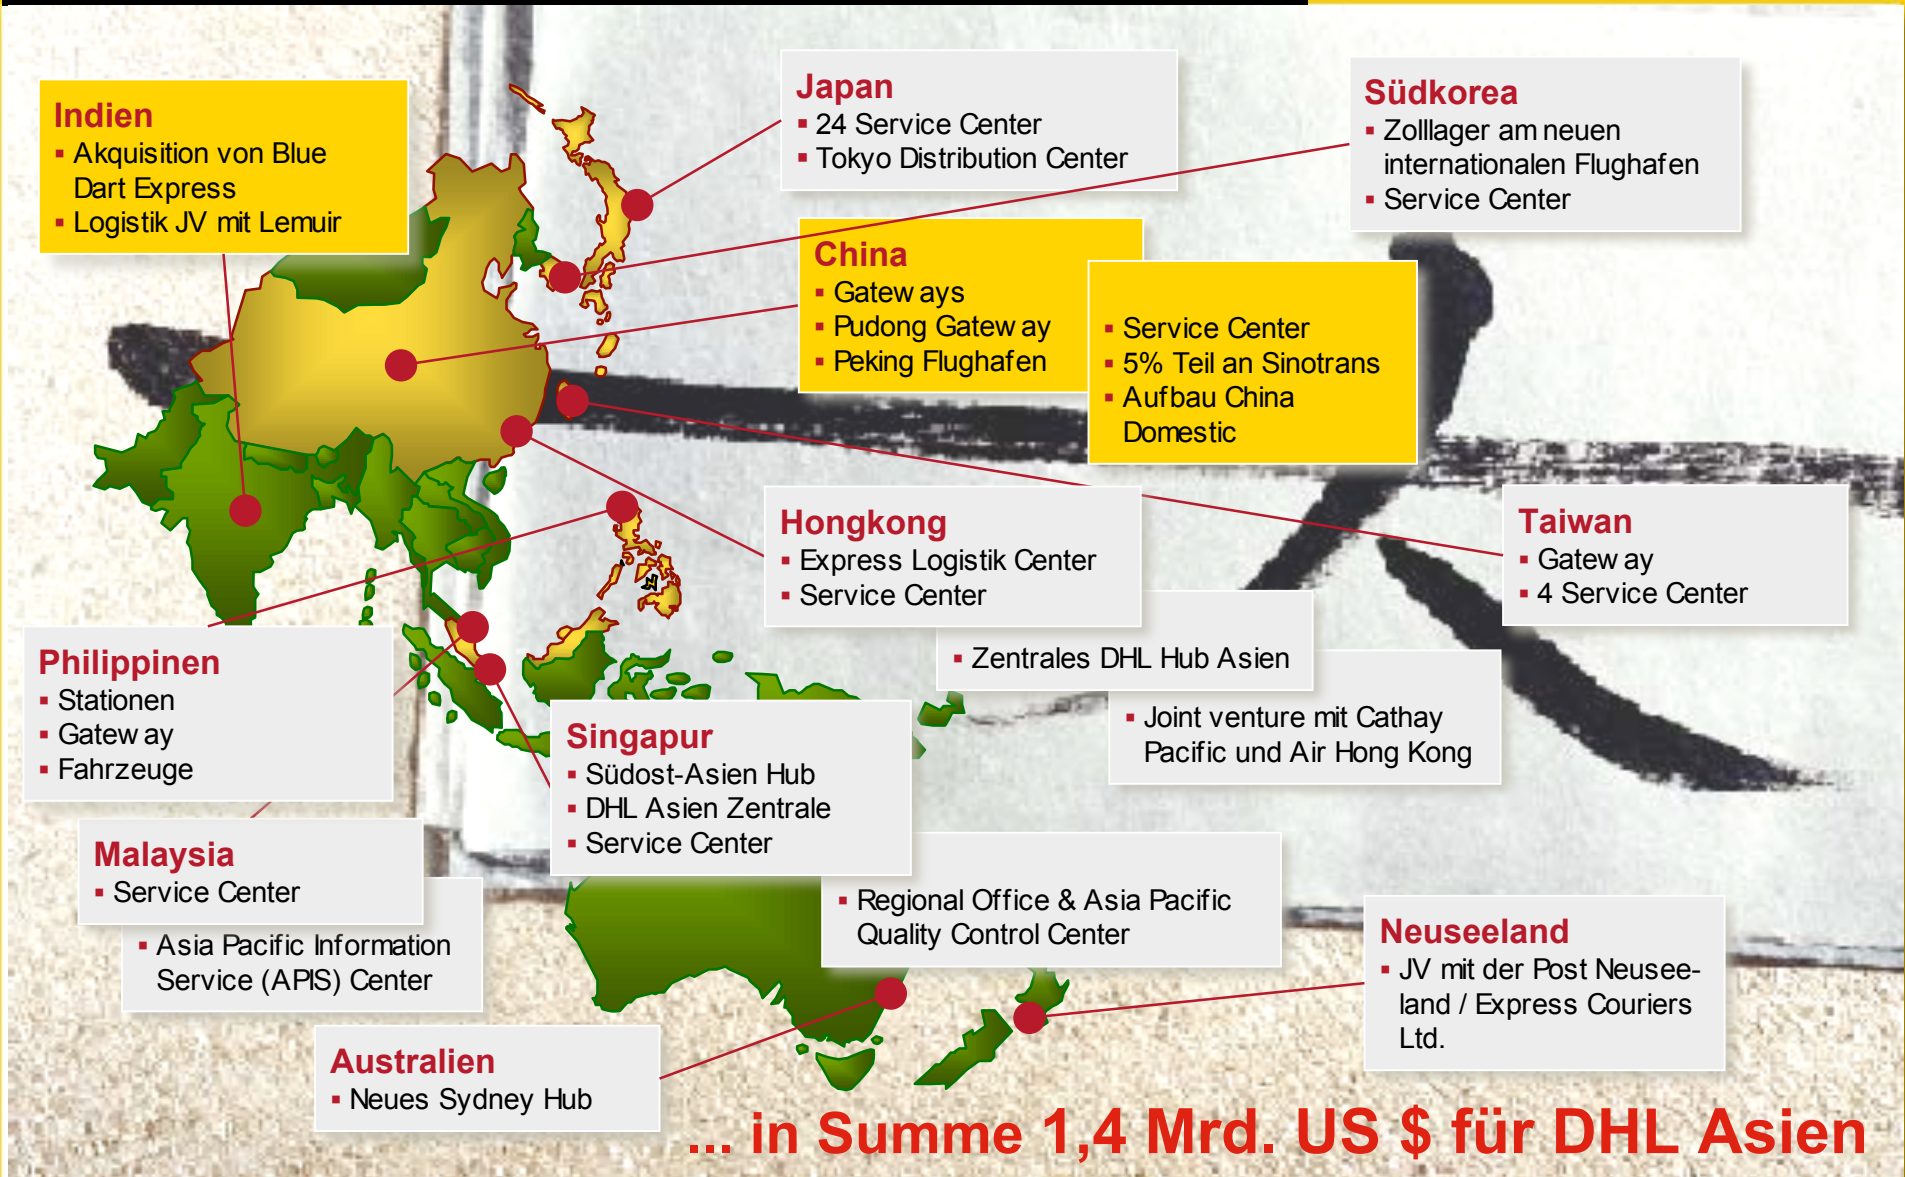 Indien
▪ Akquisition von Blue
Dart Express
▪ Logistik JV mit Lemuir
Japan
▪ 24 Service Center
▪ Tokyo Distribution Center
Südkorea
▪ Zolllager am neuen
internationalen Flughafen
▪ Service Center
China
▪ Gateways
▪ Pudong Gateway
▪ Peking Flughafen
▪ Service Center
▪ 5% Teil an Sinotrans
▪ Aufbau China
Domestic
Hongkong
▪ Express Logistik Center
▪ Service Center
▪ Zentrales DHL Hub Asien
▪ Joint venture mit Cathay
Pacific und Air Hong Kong
Taiwan
▪ Gateway
▪ 4 Service Center
Philippinen
▪ Stationen
▪ Gateway
▪ Fahrzeuge
Singapur
▪ Südost-Asien Hub
▪ DHL Asien Zentrale
▪ Service Center
▪ Regional Office & Asia Pacific
Quality Control Center
Malaysia
▪ Service Center
▪ Asia Pacific Information
Service (APIS) Center
Neuseeland
▪ JV mit der Post Neusee-
land / Express Couriers
Ltd.
Australien
▪ Neues Sydney Hub
... in Summe 1,4 Mrd. US $ für DHL Asien